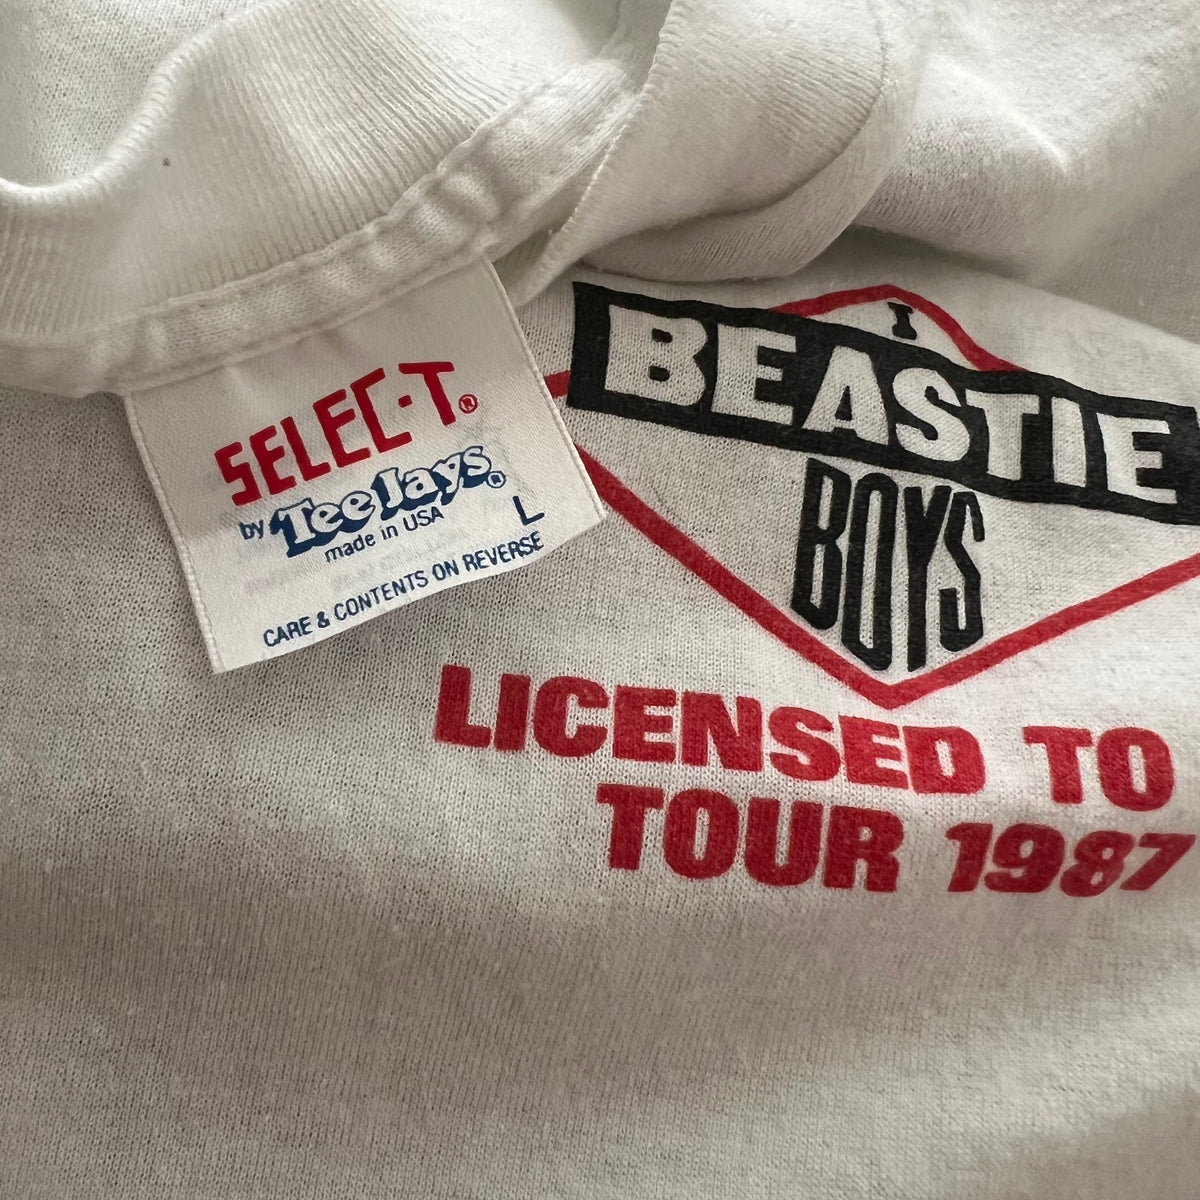 SELEC-T®
by Tee Jays®
made in USA
L
CARE & CONTENTS ON REVERSE
I
BEASTIE
BOYS
LICENSED TO
TOUR 1987